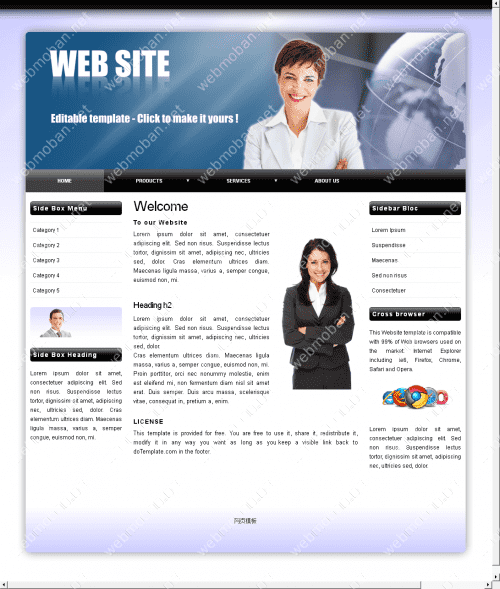 WEB SITE
Editable template - Click to make it yours !
HOME
PRODUCTS
SERVICES
ABOUT US
Side Box Menu
Category 1
Category 2
Category 3
Category 4
Category 5
Side Box Heading
Lorem ipsum dolor sit amet,
consectetuer adipiscing elit. Sed
non risus. Suspendisse lectus
tortor, dignissim sit amet, adipiscing
nec, ultricies sed, dolor. Cras
elementum ultrices diam. Maecenas
ligula massa, varius a, semper
congue, euismod non, mi.
Welcome
To our Website
Lorem ipsum dolor sit amet, consectetuer
adipiscing elit. Sed non risus. Suspendisse lectus
tortor, dignissim sit amet, adipiscing nec, ultricies
sed, dolor. Cras elementum ultrices diam.
Maecenas ligula massa, varius a, semper congue,
euismod non, mi.
Heading h2
Lorem ipsum dolor sit amet, consectetuer
adipiscing elit. Sed non risus. Suspendisse lectus
tortor, dignissim sit amet, adipiscing nec, ultricies
sed, dolor.
Cras elementum ultrices diam. Maecenas ligula
massa, varius a, semper congue, euismod non, mi.
Proin porttitor, orci nec nonummy molestie, enim
est eleifend mi, non fermentum diam nisl sit amet
erat. Duis semper. Duis arcu massa, scelerisque
vitae, consequat in, pretium a, enim.
LICENSE
This template is provided for free. You are free to use it, share it, redistribute it,
modify it in any way you want as long as you keep a visible link back to
doTemplate.com in the footer.
Sidebar Bloc
Lorem Ipsum
Suspendisse
Maecenas
Sed non risus
Consectetuer
Cross browser
This Website template is compatible
with 99% of Web browsers used on
the market: Internet Explorer
including ie6, Firefox, Chrome,
Safari and Opera.
Lorem ipsum dolor sit amet,
consectetuer adipiscing elit. Sed
non risus. Suspendisse lectus
tortor, dignissim sit amet, adipiscing
nec, ultricies sed, dolor.
网页模板
webmoban.net